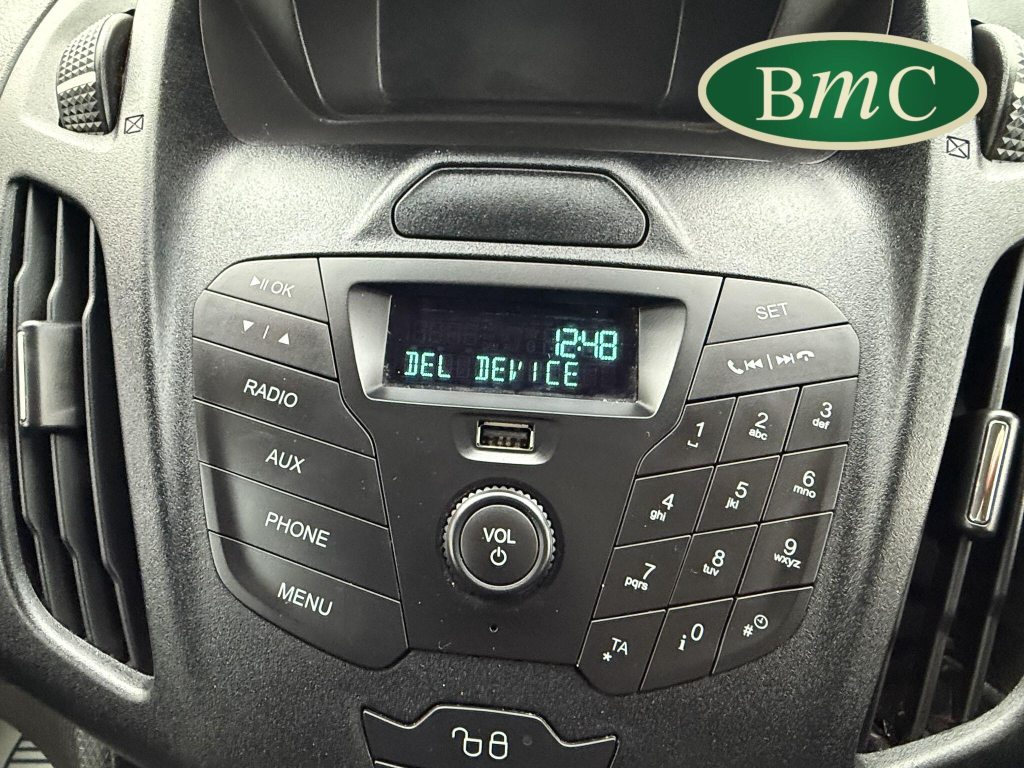 BmC
OK
SET
12:48
DEL DEVICE
RADIO
AUX
PHONE
MENU
VOL
1
2
abc
3
def
4
ghi
5
jkl
6
mno
7
pqrs
8
tuv
9
wxyz
* TA
i 0
#